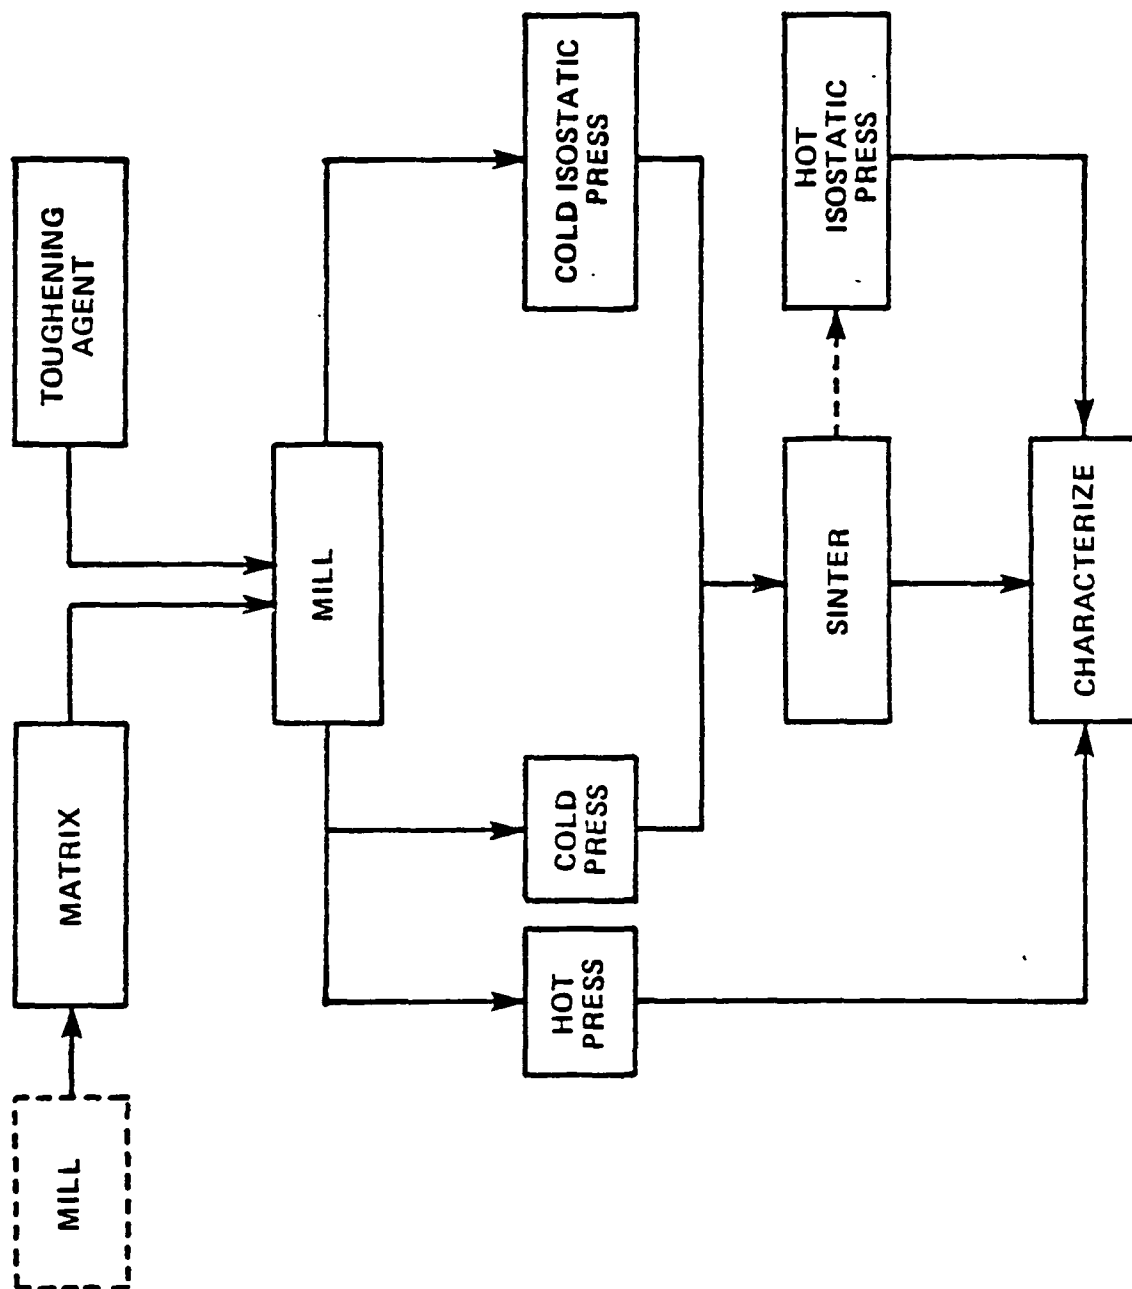 MILL
MATRIX
TOUGHENING
AGENT
MILL
HOT
PRESS
COLD
PRESS
COLD ISOSTATIC
PRESS
SINTER
HOT
ISOSTATIC
PRESS
CHARACTERIZE